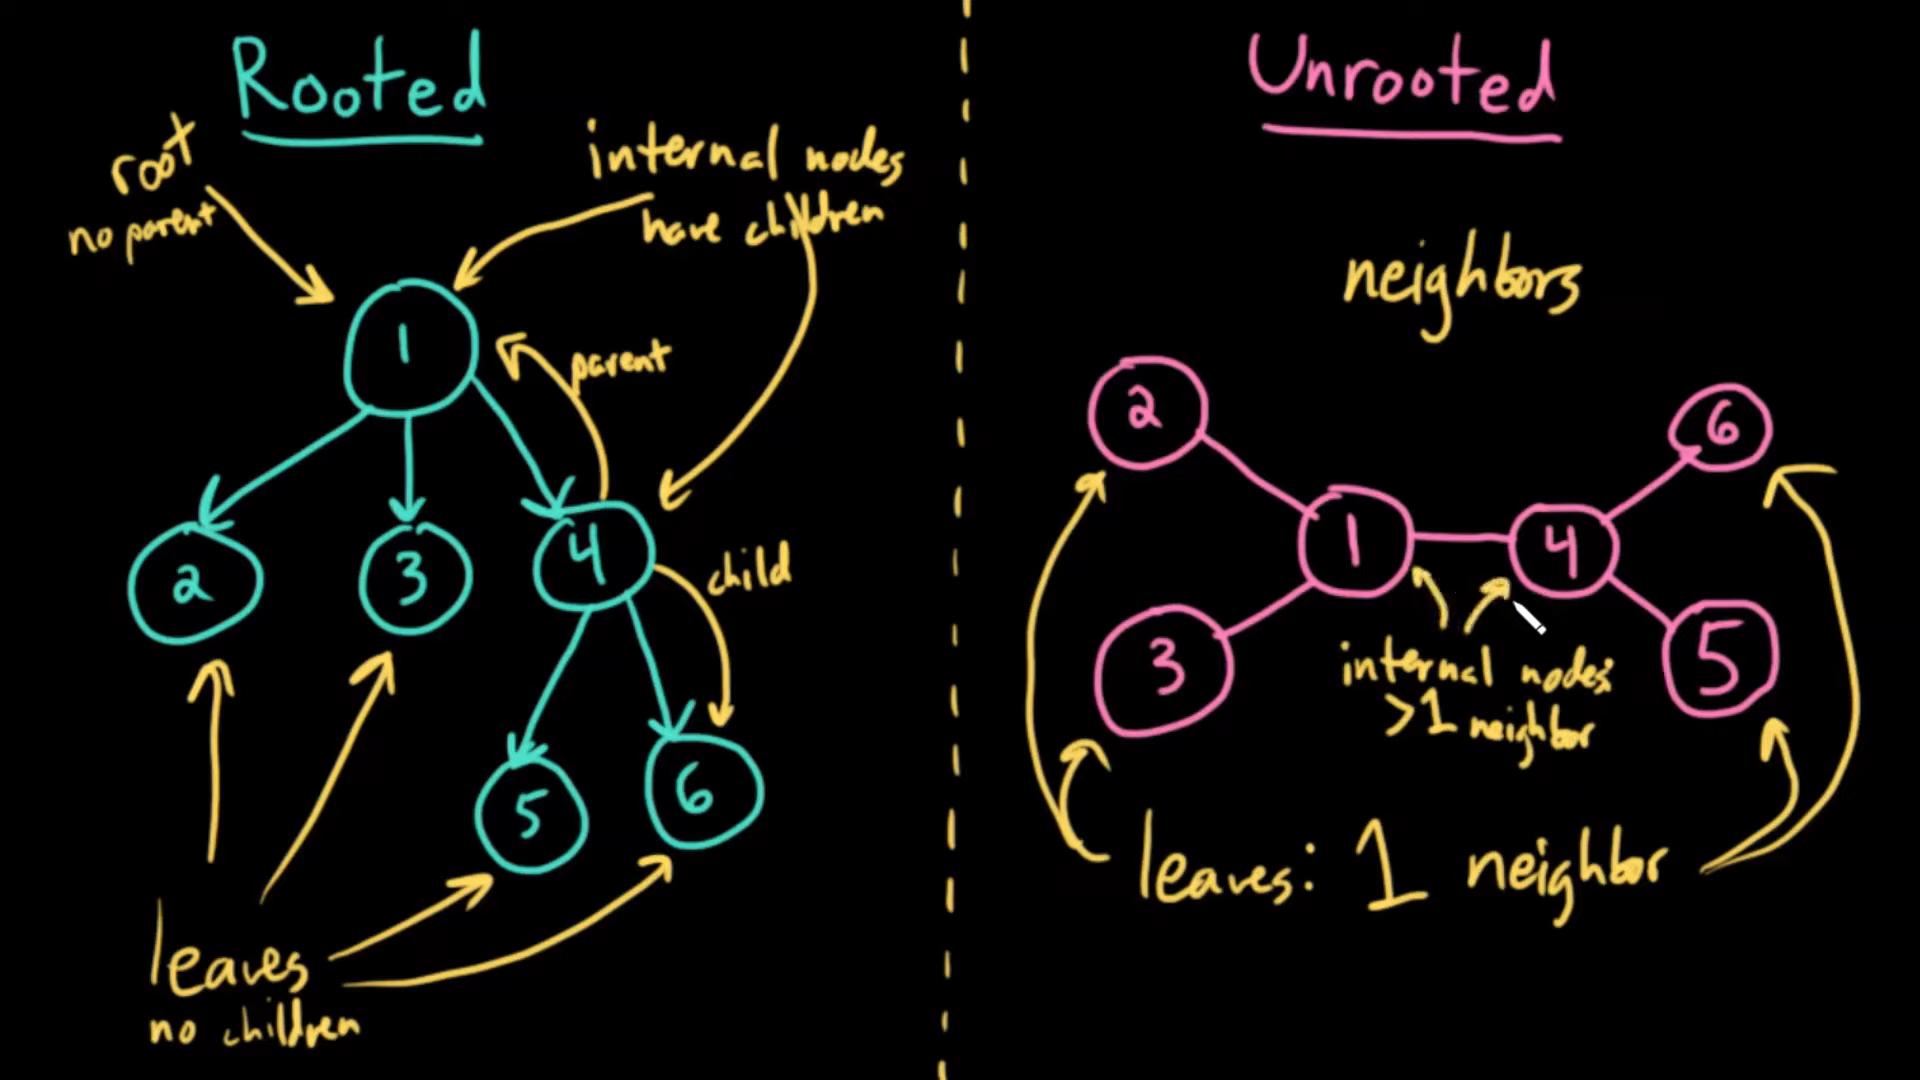 Rooted
root
no parent
internal nodes
have children
1
parent
2
3
4
child
5
6
leaves
no children
Unrooted
neighbors
2
6
1
4
3
5
internal nodes:
>1 neighbor
leaves: 1 neighbor